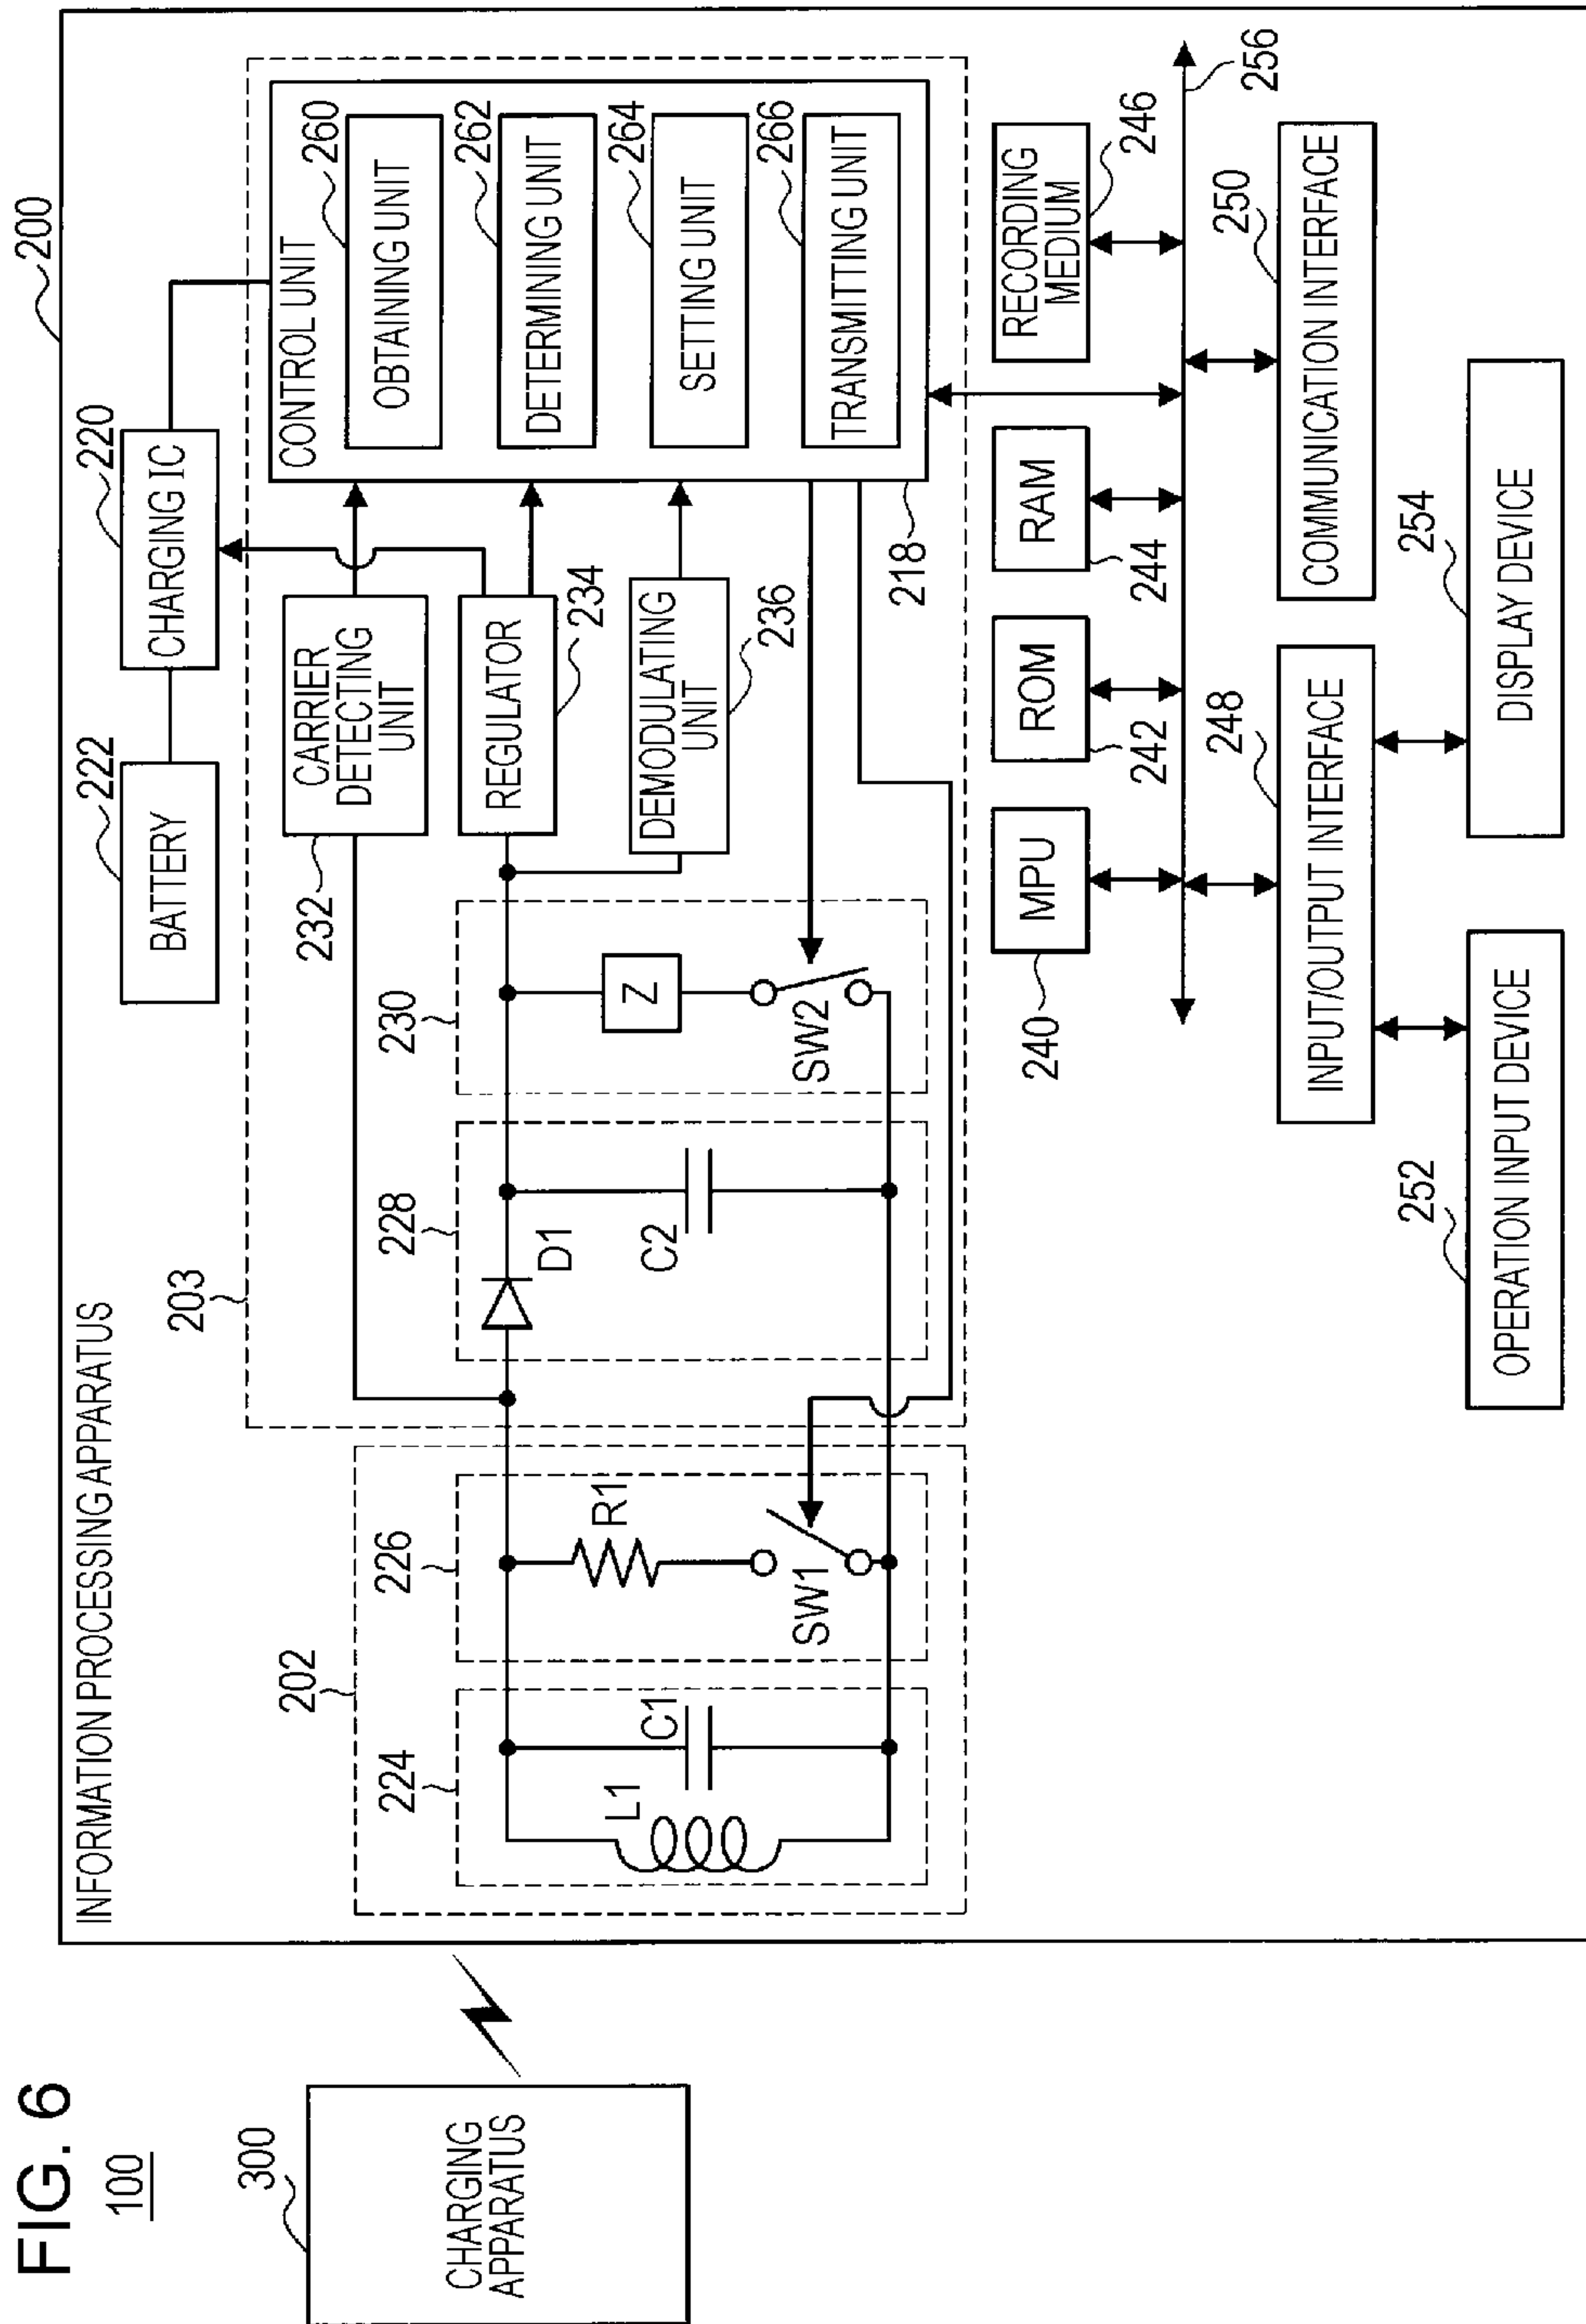 FIG. 6
100
300
CHARGING
APPARATUS
200
INFORMATION PROCESSING APPARATUS
222
BATTERY
220
CHARGING IC
203
202
224
L1
C1
226
R1
SW1
228
D1
C2
230
Z
SW2
232
CARRIER
DETECTING
UNIT
REGULATOR
234
DEMODULATING
UNIT
236
CONTROL UNIT
260
OBTAINING UNIT
262
DETERMINING UNIT
264
SETTING UNIT
266
TRANSMITTING UNIT
218
240
MPU
242
ROM
244
RAM
RECORDING
MEDIUM
246
256
248
INPUT/OUTPUT INTERFACE
250
COMMUNICATION INTERFACE
252
OPERATION INPUT DEVICE
254
DISPLAY DEVICE